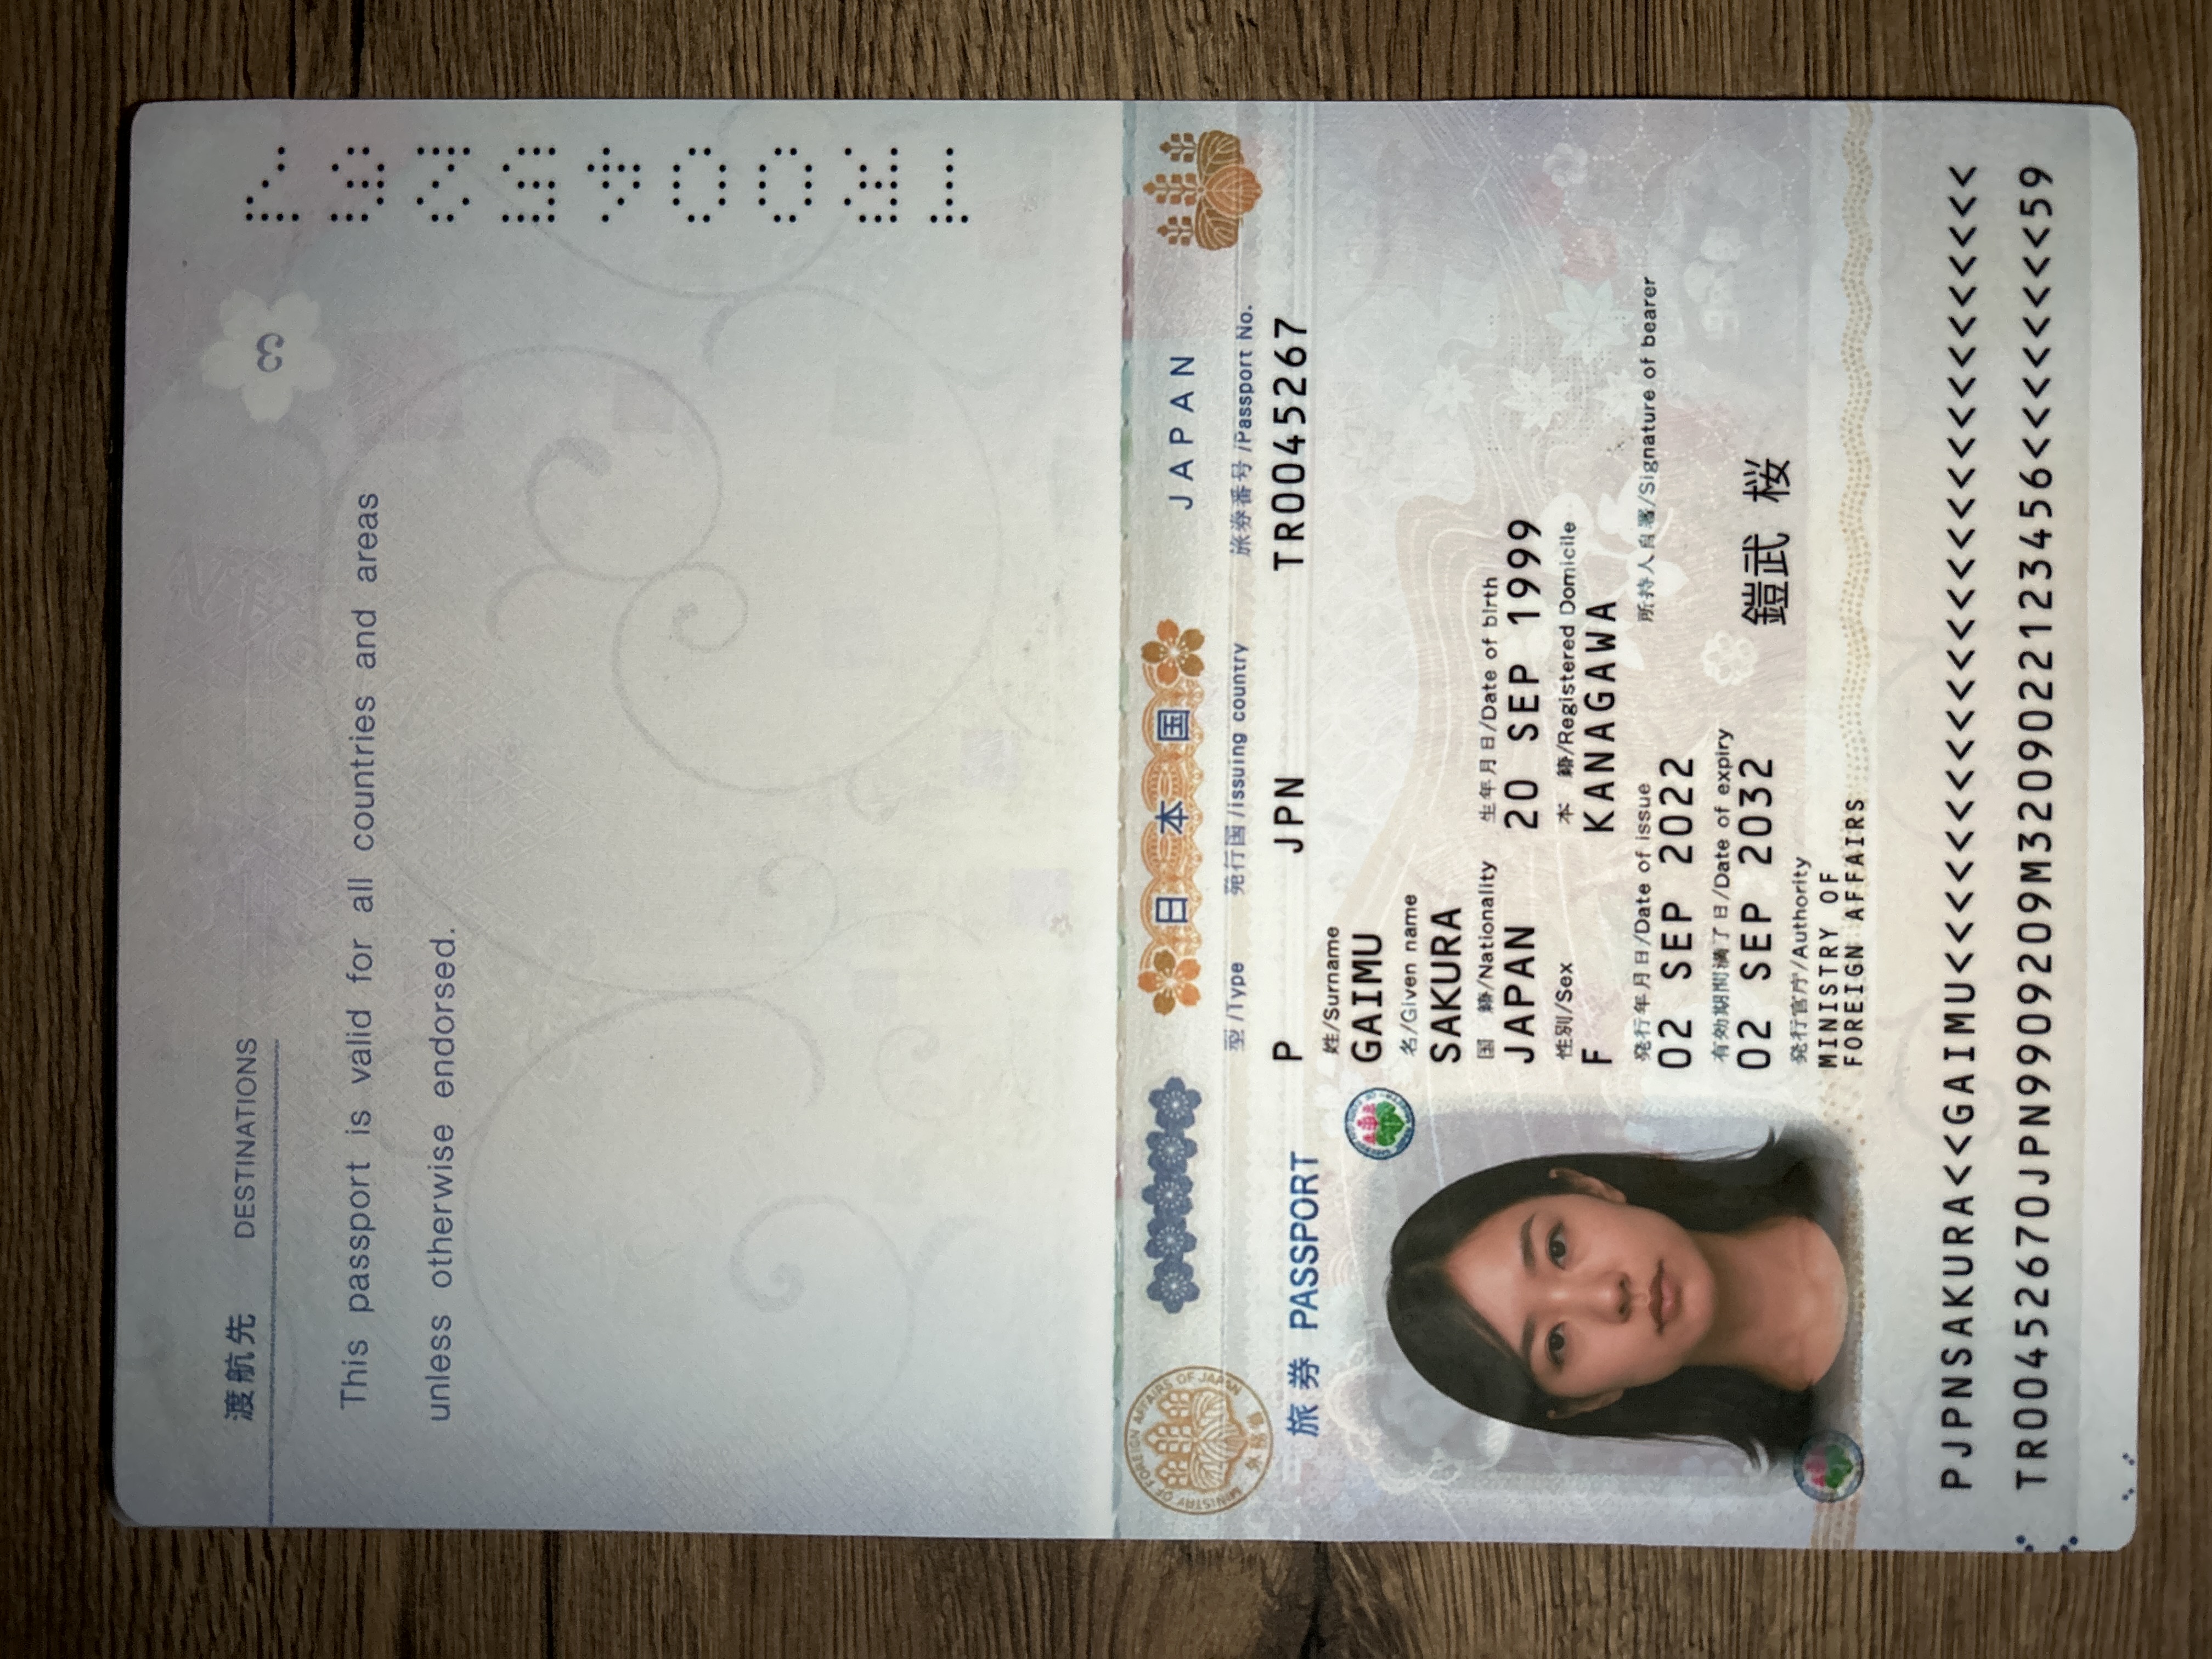 渡航先 DESTINATIONS
3
This passport is valid for all countries and areas
unless otherwise endorsed.
TR0045267
MINISTRY OF FOREIGN AFFAIRS OF JAPAN
外務省
日本国 JAPAN
型/Type 発行国/Issuing country 旅券番号/Passport No.
旅券 PASSPORT P JPN TR0045267
姓/Surname
GAIMU
名/Given name
SAKURA
国 籍/Nationality 生年月日/Date of birth
JAPAN 20 SEP 1999
性別/Sex 本 籍/Registered Domicile
F KANAGAWA
発行年月日/Date of issue 所持人自署/Signature of bearer
02 SEP 2022
有効期間満了日/Date of expiry
02 SEP 2032 鎧武 桜
発行官庁/Authority
MINISTRY OF
FOREIGN AFFAIRS
PJPNSAKURA<<GAIMU<<<<<<<<<<<<<<<<<<<<<<<<<<<
TR00452670JPN9909209M3209022123456<<<<<<<<59